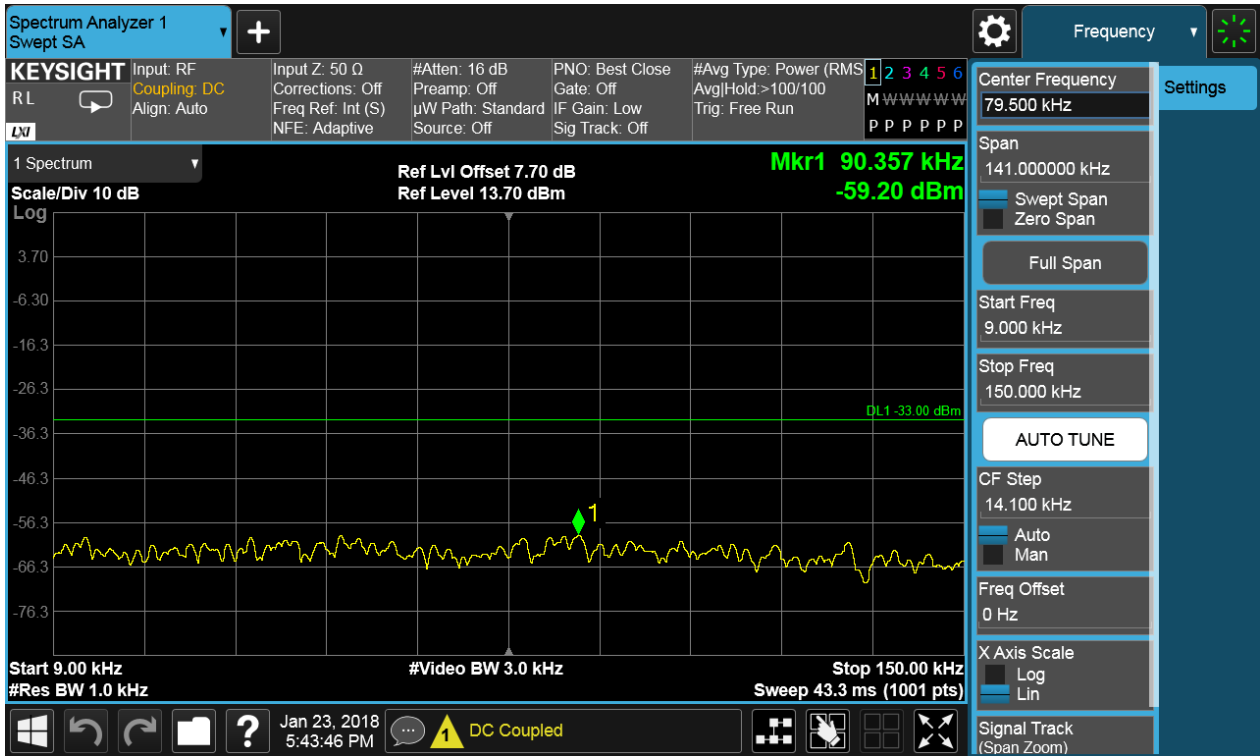 Spectrum Analyzer 1
Swept SA
Frequency
KEYSIGHT
R L
LXI
Input: RF
Coupling: DC
Align: Auto
Input Z: 50 Ω
Corrections: Off
Freq Ref: Int (S)
NFE: Adaptive
#Atten: 16 dB
Preamp: Off
µW Path: Standard
Source: Off
PNO: Best Close
Gate: Off
IF Gain: Low
Sig Track: Off
#Avg Type: Power (RMS
Avg|Hold:>100/100
Trig: Free Run
1 2 3 4 5 6
M W W W W W
P P P P P P
1 Spectrum
Scale/Div 10 dB
Log
Ref Lvl Offset 7.70 dB
Ref Level 13.70 dBm
Mkr1 90.357 kHz
-59.20 dBm
3.70
-6.30
-16.3
-26.3
DL1 -33.00 dBm
-36.3
-46.3
1
-56.3
-66.3
-76.3
Start 9.00 kHz
#Video BW 3.0 kHz
Stop 150.00 kHz
#Res BW 1.0 kHz
Sweep 43.3 ms (1001 pts)
Center Frequency
79.500 kHz
Span
141.000000 kHz
Swept Span
Zero Span
Full Span
Start Freq
9.000 kHz
Stop Freq
150.000 kHz
AUTO TUNE
CF Step
14.100 kHz
Auto
Man
Freq Offset
0 Hz
X Axis Scale
Log
Lin
Signal Track
(Span Zoom)
Settings
?
Jan 23, 2018
5:43:46 PM
1
DC Coupled